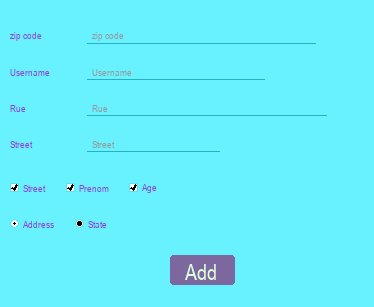 zip code zip code
Username Username
Rue Rue
Street Street
Street Prenom Age
Address State
Add